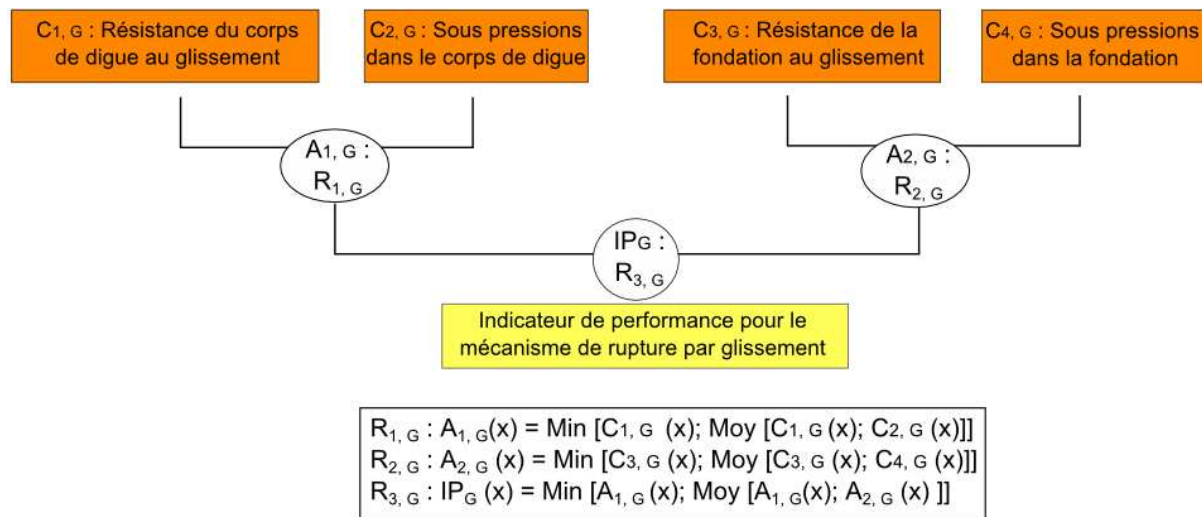 C1, G : Résistance du corps
de digue au glissement
C2, G : Sous pressions
dans le corps de digue
C3, G : Résistance de la
fondation au glissement
C4, G : Sous pressions
dans la fondation
A1, G :
R1, G
A2, G :
R2, G
IPG :
R3, G
Indicateur de performance pour le
mécanisme de rupture par glissement
R1, G : A1, G(x) = Min [C1, G (x); Moy [C1, G (x); C2, G (x)]]
R2, G : A2, G (x) = Min [C3, G (x); Moy [C3, G (x); C4, G (x)]]
R3, G : IPG (x) = Min [A1, G (x); Moy [A1, G(x); A2, G (x) ]]